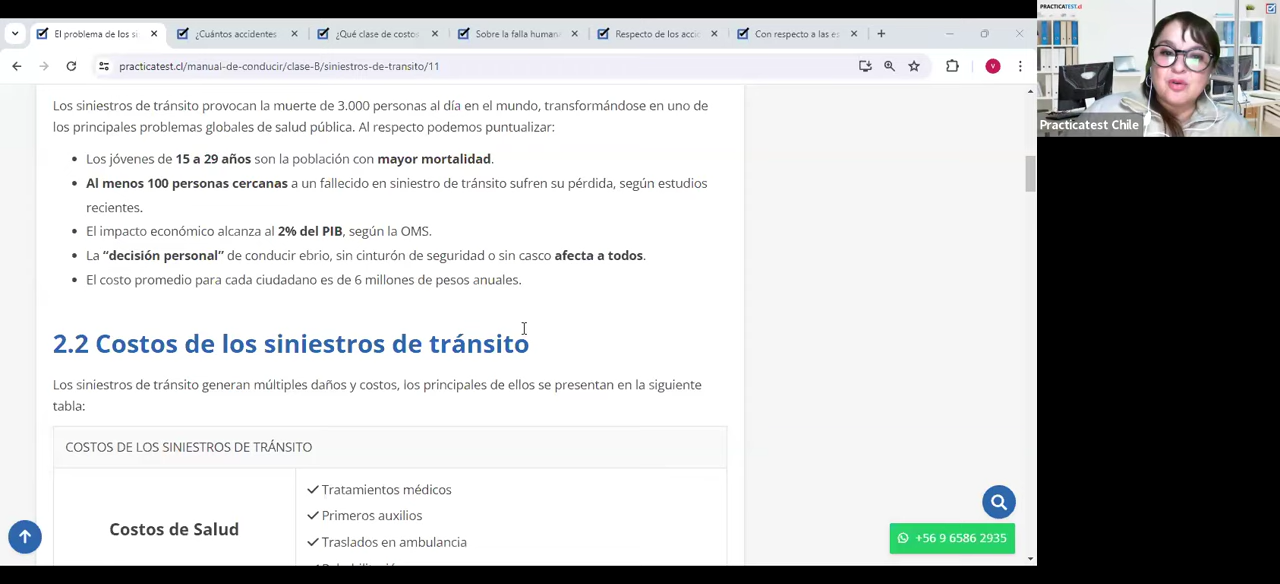 El problema de los si
¿Cuántos accidentes
¿Qué clase de costos
Sobre la falla human
Respecto de los acci
Con respecto a las e
practicatest.cl/manual-de-conducir/clase-B/siniestros-de-transito/11
PRACTICATEST.cl
Practicatest Chile
Los siniestros de tránsito provocan la muerte de 3.000 personas al día en el mundo, transformándose en uno de
los principales problemas globales de salud pública. Al respecto podemos puntualizar:
Los jóvenes de 15 a 29 años son la población con mayor mortalidad.
Al menos 100 personas cercanas a un fallecido en siniestro de tránsito sufren su pérdida, según estudios
recientes.
El impacto económico alcanza al 2% del PIB, según la OMS.
La “decisión personal” de conducir ebrio, sin cinturón de seguridad o sin casco afecta a todos.
El costo promedio para cada ciudadano es de 6 millones de pesos anuales.
2.2 Costos de los siniestros de tránsito
Los siniestros de tránsito generan múltiples daños y costos, los principales de ellos se presentan en la siguiente
tabla:
COSTOS DE LOS SINIESTROS DE TRÁNSITO
Costos de Salud
Tratamientos médicos
Primeros auxilios
Traslados en ambulancia
+56 9 6586 2935